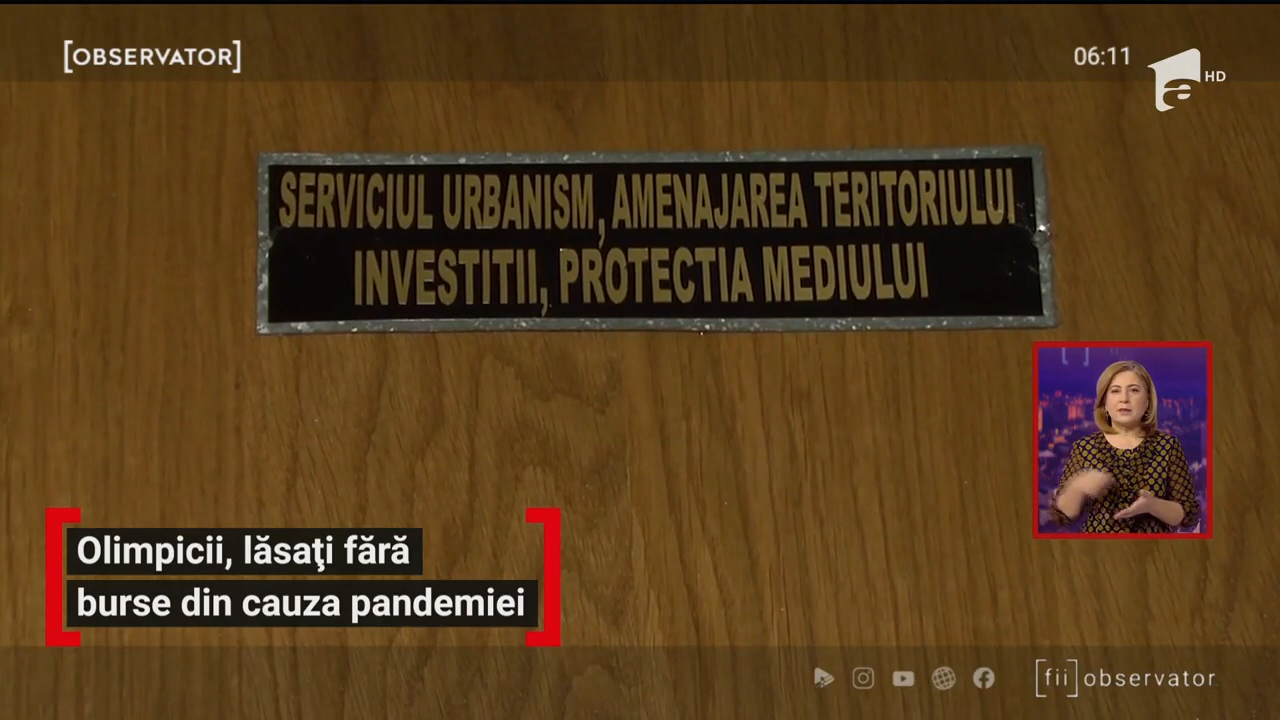 [OBSERVATOR]
06:11
HD
SERVICIUL URBANISM, AMENAJAREA TERITORIULUI
INVESTITII, PROTECTIA MEDIULUI
Olimpicii, lăsaţi fără
burse din cauza pandemiei
[fii]observator